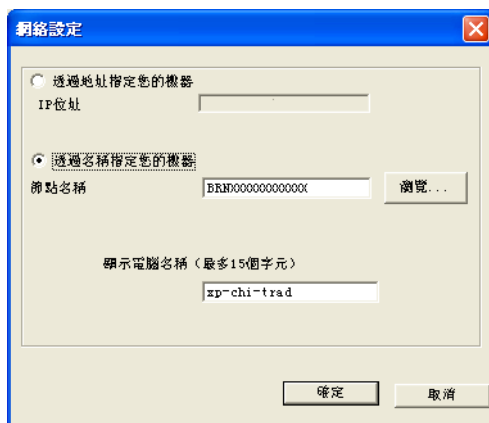 網絡設定
透過地址指定您的機器
IP位址
透過名稱指定您的機器
節點名稱
瀏覽...
顯示電腦名稱（最多15個字元）
xp-chi-trad
確定
取消